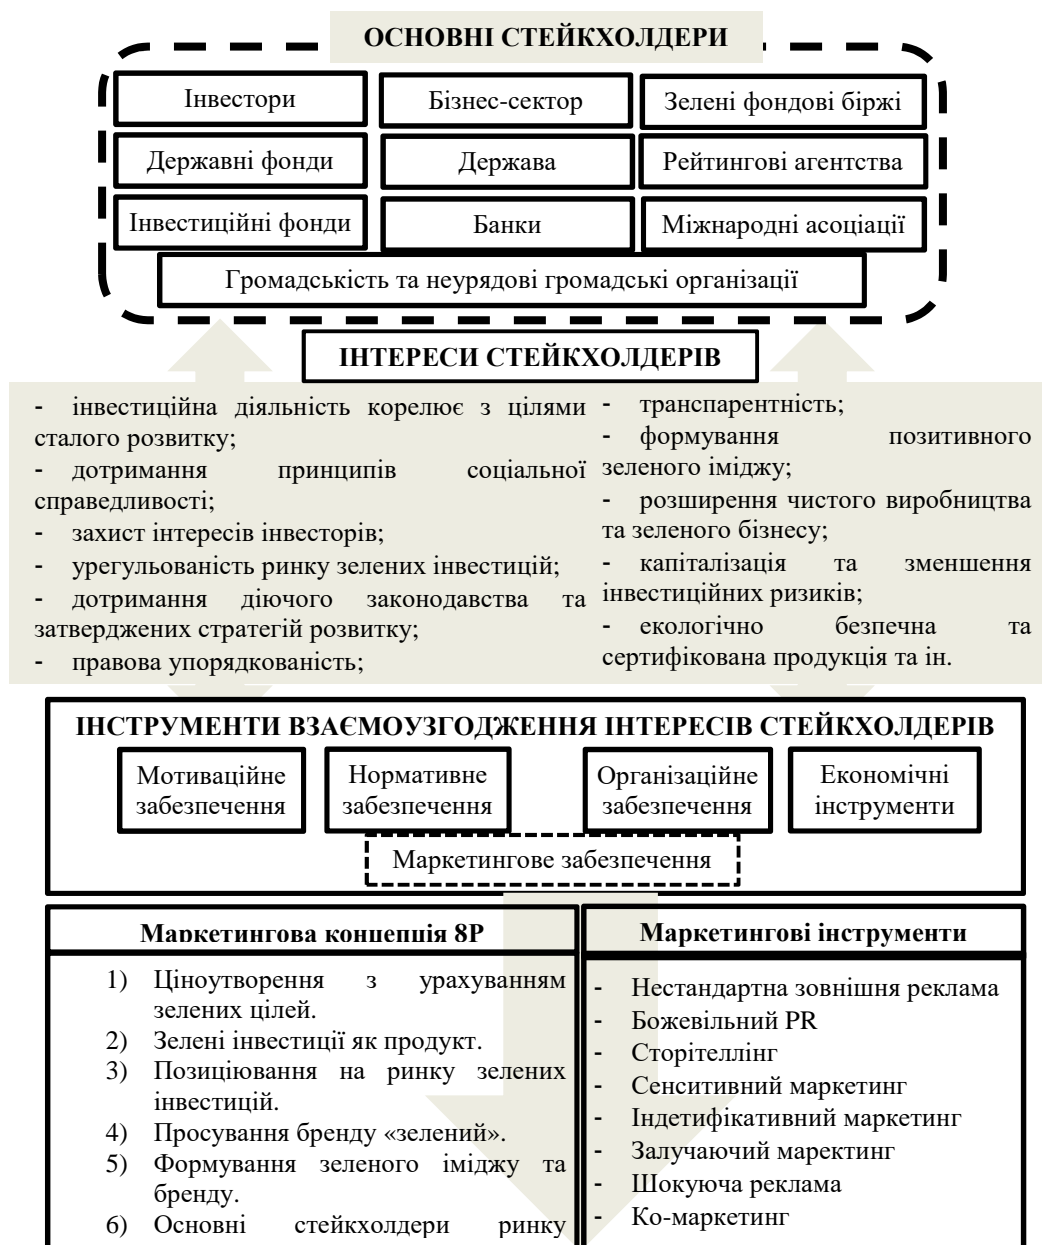 ОСНОВНІ СТЕЙКХОЛДЕРИ
Інвестори
Бізнес-сектор
Зелені фондові біржі
Державні фонди
Держава
Рейтингові агентства
Інвестиційні фонди
Банки
Міжнародні асоціації
Громадськість та неурядові громадські організації
ІНТЕРЕСИ СТЕЙКХОЛДЕРІВ
- інвестиційна діяльність корелює з цілями
сталого розвитку;
- дотримання принципів соціальної
справедливості;
- захист інтересів інвесторів;
- урегульованість ринку зелених інвестицій;
- дотримання діючого законодавства та
затверджених стратегій розвитку;
- правова упорядкованість;
- транспарентність;
- формування позитивного
зеленого іміджу;
- розширення чистого виробництва
та зеленого бізнесу;
- капіталізація та зменшення
інвестиційних ризиків;
- екологічно безпечна та
сертифікована продукція та ін.
ІНСТРУМЕНТИ ВЗАЄМОУЗГОДЖЕННЯ ІНТЕРЕСІВ СТЕЙКХОЛДЕРІВ
Мотиваційне
забезпечення
Нормативне
забезпечення
Організаційне
забезпечення
Економічні
інструменти
Маркетингове забезпечення
Маркетингова концепція 8Р
1) Ціноутворення з урахуванням
зелених цілей.
2) Зелені інвестиції як продукт.
3) Позиціювання на ринку зелених
інвестицій.
4) Просування бренду «зелений».
5) Формування зеленого іміджу та
бренду.
6) Основні стейкхолдери ринку
Маркетингові інструменти
- Нестандартна зовнішня реклама
- Божевільний PR
- Сторітеллінг
- Сенситивний маркетинг
- Індетифікативний маркетинг
- Залучаючий маректинг
- Шокуюча реклама
- Ко-маркетинг